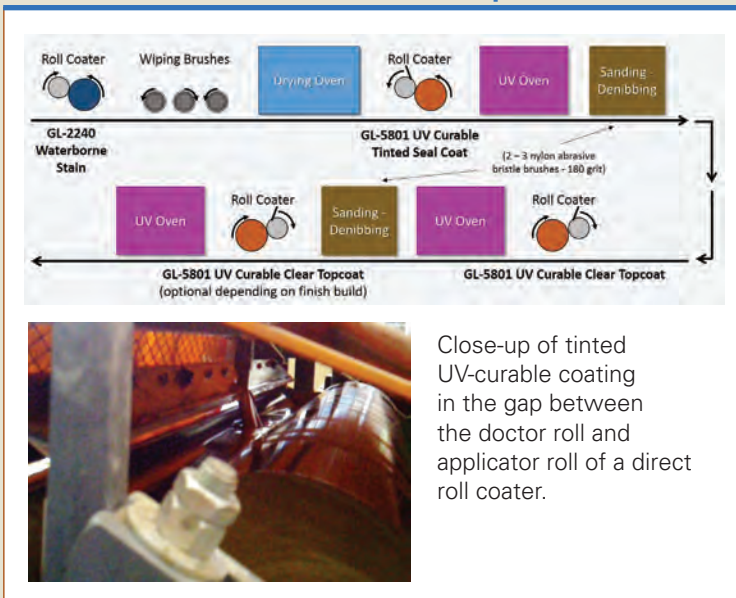 Roll Coater
Wiping Brushes
Drying Oven
Roll Coater
UV Oven
Sanding -
Denibbing
GL-2240
Waterborne
Stain
GL-5801 UV Curable
Tinted Seal Coat
(2 – 3 nylon abrasive
bristle brushes - 180 grit)
UV Oven
Roll Coater
Sanding -
Denibbing
UV Oven
Roll Coater
GL-5801 UV Curable Clear Topcoat
(optional depending on finish build)
GL-5801 UV Curable Clear Topcoat
Close-up of tinted
UV-curable coating
in the gap between
the doctor roll and
applicator roll of a direct
roll coater.